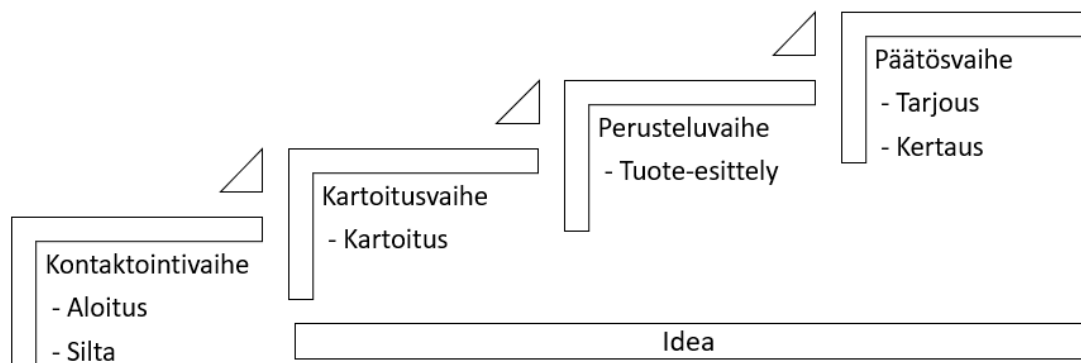 Päätösvaihe
- Tarjous
- Kertaus
Perusteluvaihe
- Tuote-esittely
Kartoitusvaihe
- Kartoitus
Kontaktointivaihe
- Aloitus
- Silta
Idea